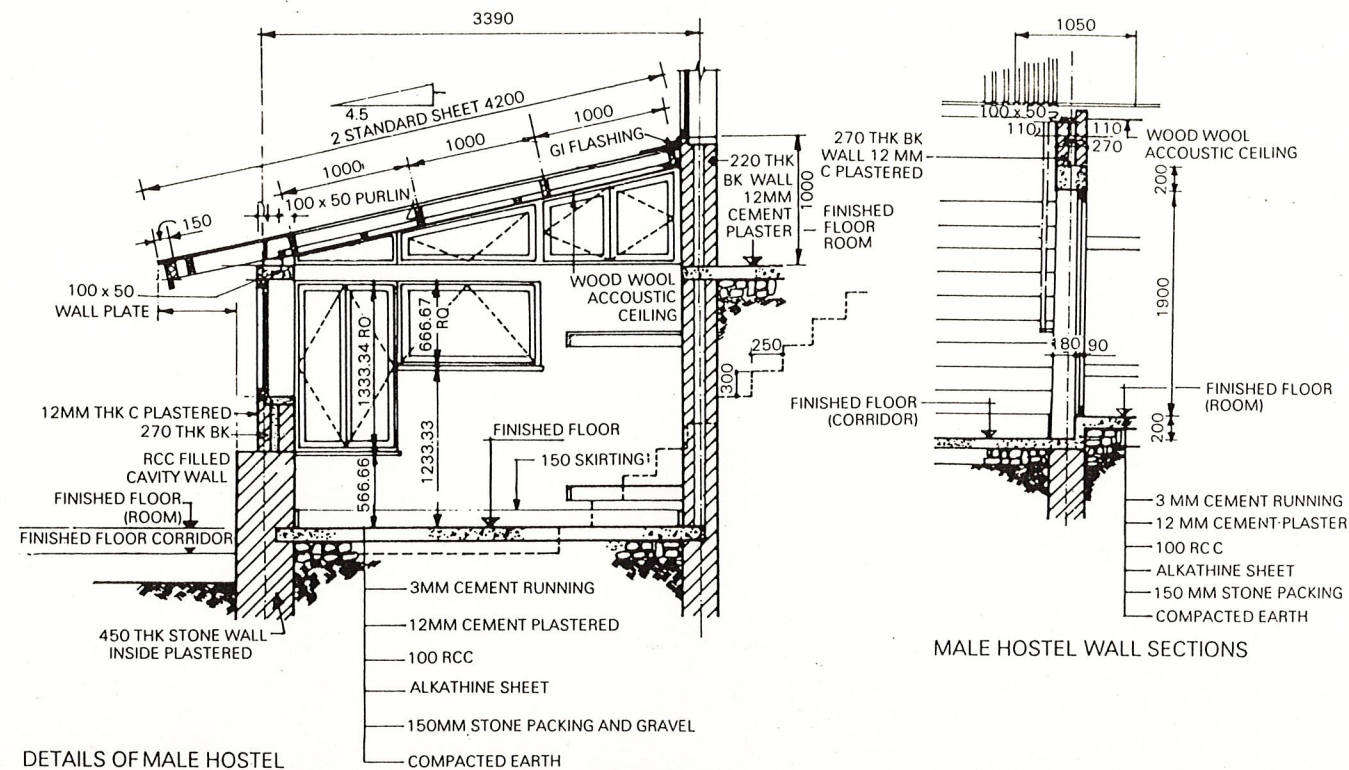 3390
4.5
2 STANDARD SHEET 4200
1000
1000
1000
GI FLASHING
100 x 50 PURLIN
150
100 x 50
WALL PLATE
220 THK
BK WALL
12MM
CEMENT
PLASTER
1000
FINISHED
FLOOR
ROOM
WOOD WOOL
ACCOUSTIC
CEILING
666.67
RO
1333.34 RO
250
300
12MM THK C PLASTERED
270 THK BK
RCC FILLED
CAVITY WALL
FINISHED FLOOR
(ROOM)
FINISHED FLOOR CORRIDOR
566.66
1233.33
FINISHED FLOOR
150 SKIRTING
450 THK STONE WALL
INSIDE PLASTERED
3MM CEMENT RUNNING
12MM CEMENT PLASTERED
100 RCC
ALKATHINE SHEET
150MM STONE PACKING AND GRAVEL
COMPACTED EARTH
DETAILS OF MALE HOSTEL
1050
100 x 50
110
110
270
270 THK BK
WALL 12 MM
C PLASTERED
WOOD WOOL
ACCOUSTIC CEILING
200
1900
180
90
FINISHED FLOOR
(CORRIDOR)
FINISHED FLOOR
(ROOM)
200
3 MM CEMENT RUNNING
12 MM CEMENT PLASTER
100 RCC
ALKATHINE SHEET
150 MM STONE PACKING
COMPACTED EARTH
MALE HOSTEL WALL SECTIONS